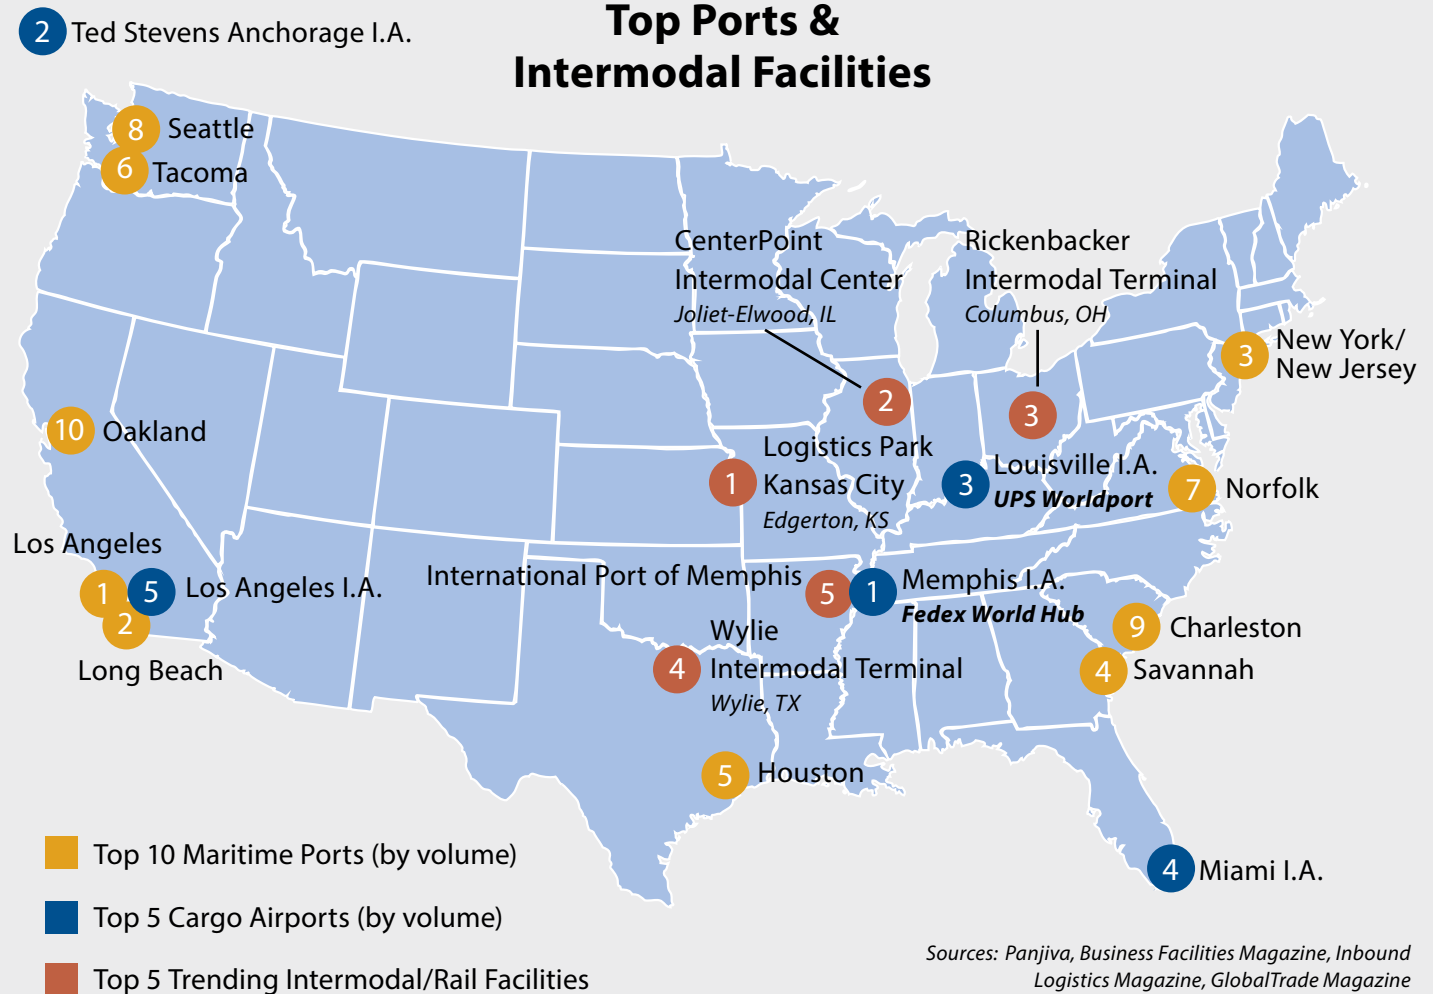 Top Ports &
Intermodal Facilities
2 Ted Stevens Anchorage I.A.
8 Seattle
6 Tacoma
CenterPoint
Intermodal Center
Joliet-Elwood, IL
2
Rickenbacker
Intermodal Terminal
Columbus, OH
3
3 New York/
New Jersey
10 Oakland
1 Logistics Park
Kansas City
Edgerton, KS
3 Louisville I.A.
UPS Worldport
7 Norfolk
Los Angeles
1
5 Los Angeles I.A.
2
Long Beach
International Port of Memphis 5
1 Memphis I.A.
Fedex World Hub
Wylie
4 Intermodal Terminal
Wylie, TX
9 Charleston
4 Savannah
5 Houston
4 Miami I.A.
Top 10 Maritime Ports (by volume)
Top 5 Cargo Airports (by volume)
Top 5 Trending Intermodal/Rail Facilities
Sources: Panjiva, Business Facilities Magazine, Inbound
Logistics Magazine, GlobalTrade Magazine